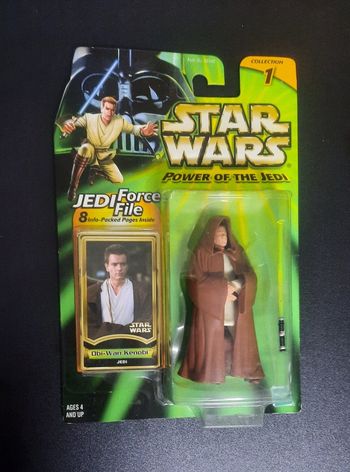 COLLECTION
1
STAR
WARS
POWER OF THE JEDI
JEDI Force
File
8 Info-Packed Pages Inside
STAR
WARS
Obi-Wan Kenobi
JEDI
AGES 4
AND UP